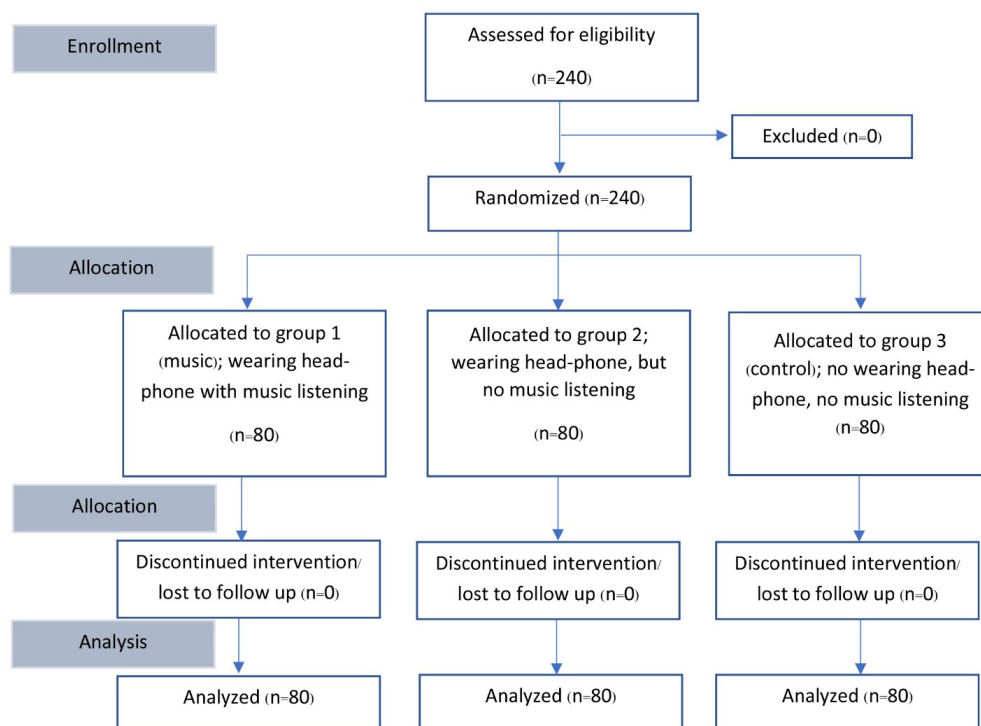 Enrollment
Assessed for eligibility
(n=240)
Excluded (n=0)
Randomized (n=240)
Allocation
Allocated to group 1
(music); wearing head-
phone with music listening
(n=80)
Allocated to group 2;
wearing head-phone, but
no music listening
(n=80)
Allocated to group 3
(control); no wearing head-
phone, no music listening
(n=80)
Allocation
Discontinued intervention/
lost to follow up (n=0)
Discontinued intervention/
lost to follow up (n=0)
Discontinued intervention/
lost to follow up (n=0)
Analysis
Analyzed (n=80)
Analyzed (n=80)
Analyzed (n=80)